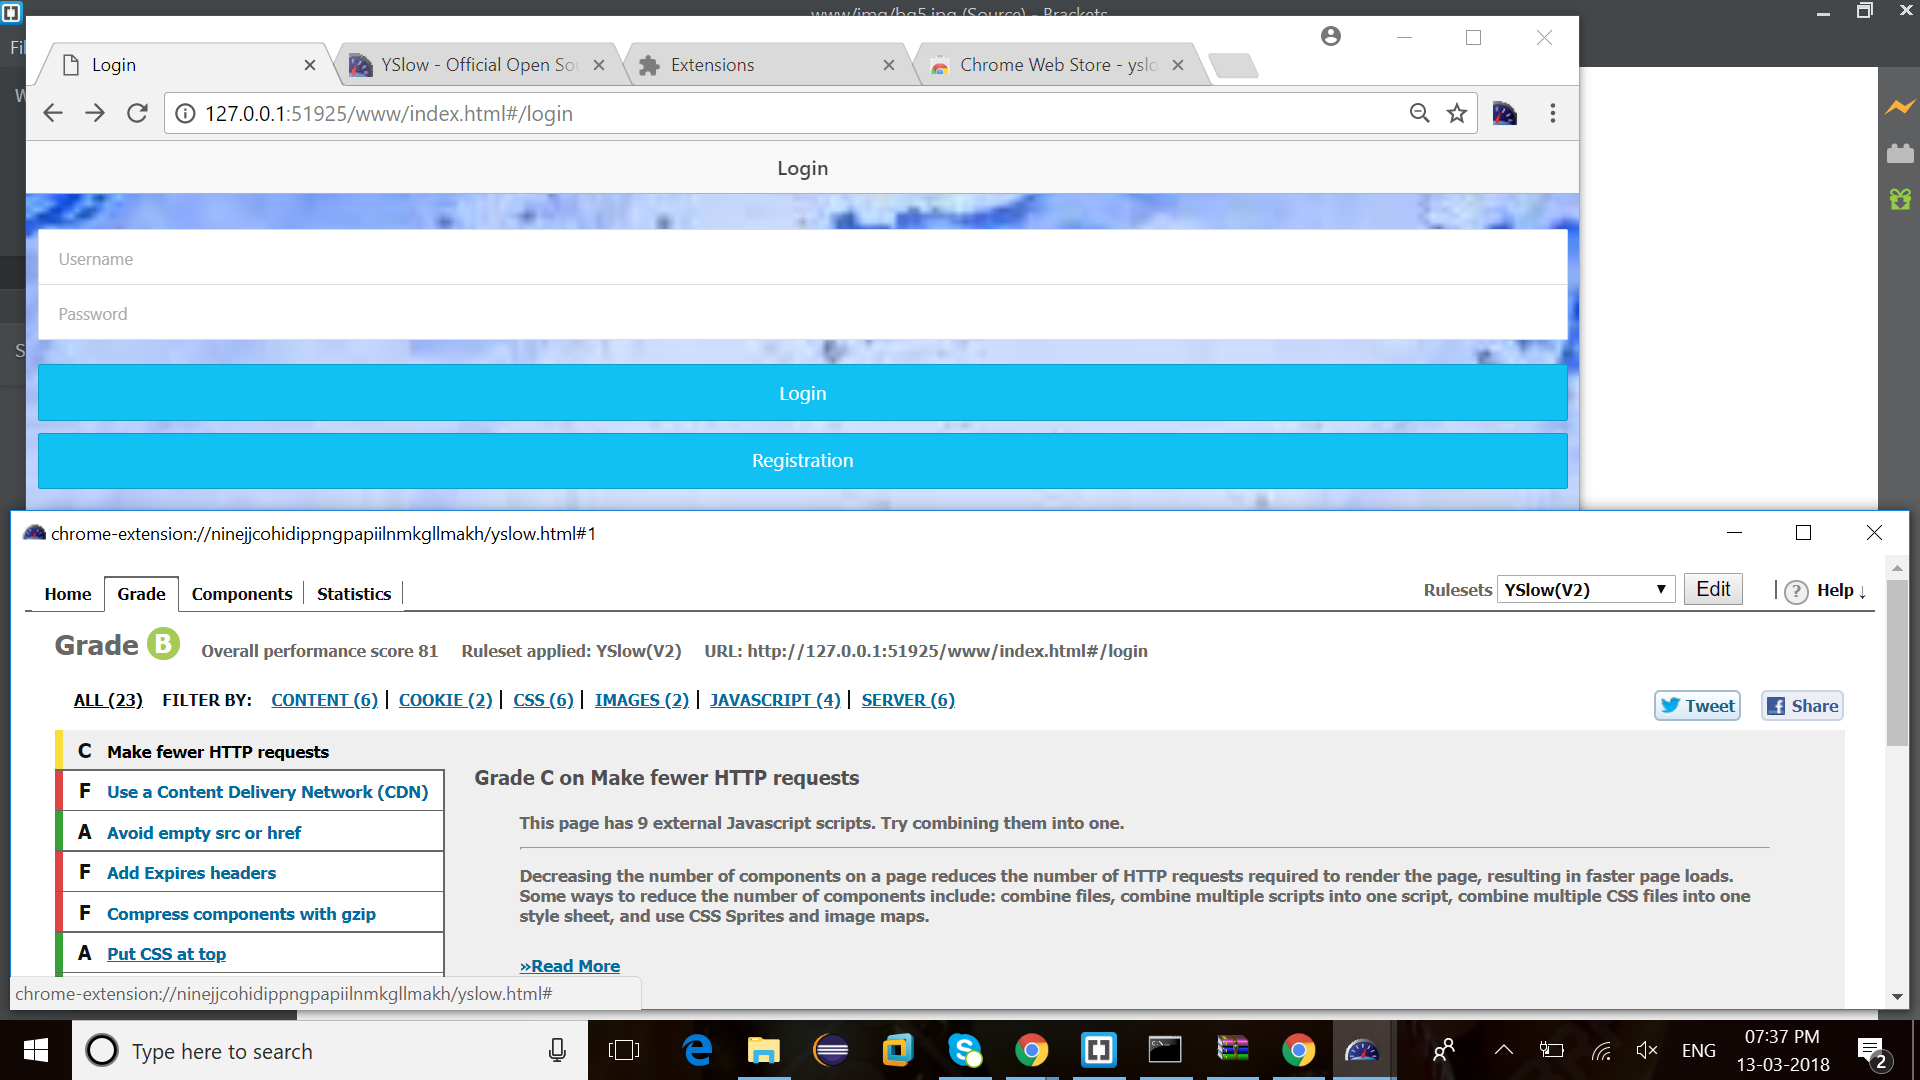 www/img/bg5.jpg (Source) - Brackets
Login
YSlow - Official Open Sou
Extensions
Chrome Web Store - yslo
127.0.0.1:51925/www/index.html#/login
Login
Username
Password
Login
Registration
chrome-extension://ninejjcohidippngpapiilnmkgllmakh/yslow.html#1
Home
Grade
Components
Statistics
Rulesets
YSlow(V2)
Edit
Help ↓
Grade B Overall performance score 81 Ruleset applied: YSlow(V2) URL: http://127.0.0.1:51925/www/index.html#/login
ALL (23) FILTER BY: CONTENT (6) | COOKIE (2) | CSS (6) | IMAGES (2) | JAVASCRIPT (4) | SERVER (6)
Tweet
Share
C Make fewer HTTP requests
F Use a Content Delivery Network (CDN)
A Avoid empty src or href
F Add Expires headers
F Compress components with gzip
A Put CSS at top
Grade C on Make fewer HTTP requests
This page has 9 external Javascript scripts. Try combining them into one.
Decreasing the number of components on a page reduces the number of HTTP requests required to render the page, resulting in faster page loads.
Some ways to reduce the number of components include: combine files, combine multiple scripts into one script, combine multiple CSS files into one
style sheet, and use CSS Sprites and image maps.
»Read More
chrome-extension://ninejjcohidippngpapiilnmkgllmakh/yslow.html#
Type here to search
ENG
07:37 PM
13-03-2018
2